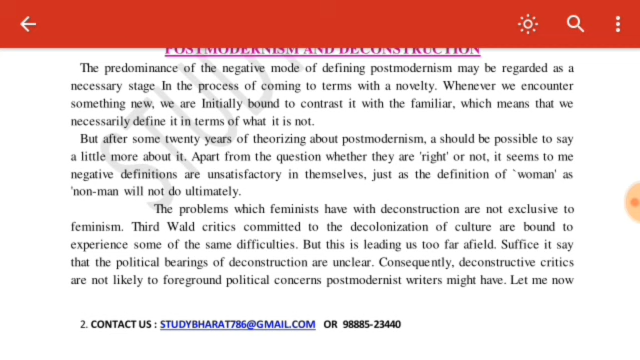 POSTMODERNISM AND DECONSTRUCTION
The predominance of the negative mode of defining postmodernism may be regarded as a
necessary stage In the process of coming to terms with a novelty. Whenever we encounter
something new, we are Initially bound to contrast it with the familiar, which means that we
necessarily define it in terms of what it is not.
But after some twenty years of theorizing about postmodernism, a should be possible to say
a little more about it. Apart from the question whether they are 'right' or not, it seems to me
negative definitions are unsatisfactory in themselves, just as the definition of `woman' as
'non-man will not do ultimately.
The problems which feminists have with deconstruction are not exclusive to
feminism. Third Wald critics committed to the decolonization of culture are bound to
experience some of the same difficulties. But this is leading us too far afield. Suffice it say
that the political bearings of deconstruction are unclear. Consequently, deconstructive critics
are not likely to foreground political concerns postmodernist writers might have. Let me now
2. CONTACT US : STUDYBHARAT786@GMAIL.COM OR 98885-23440